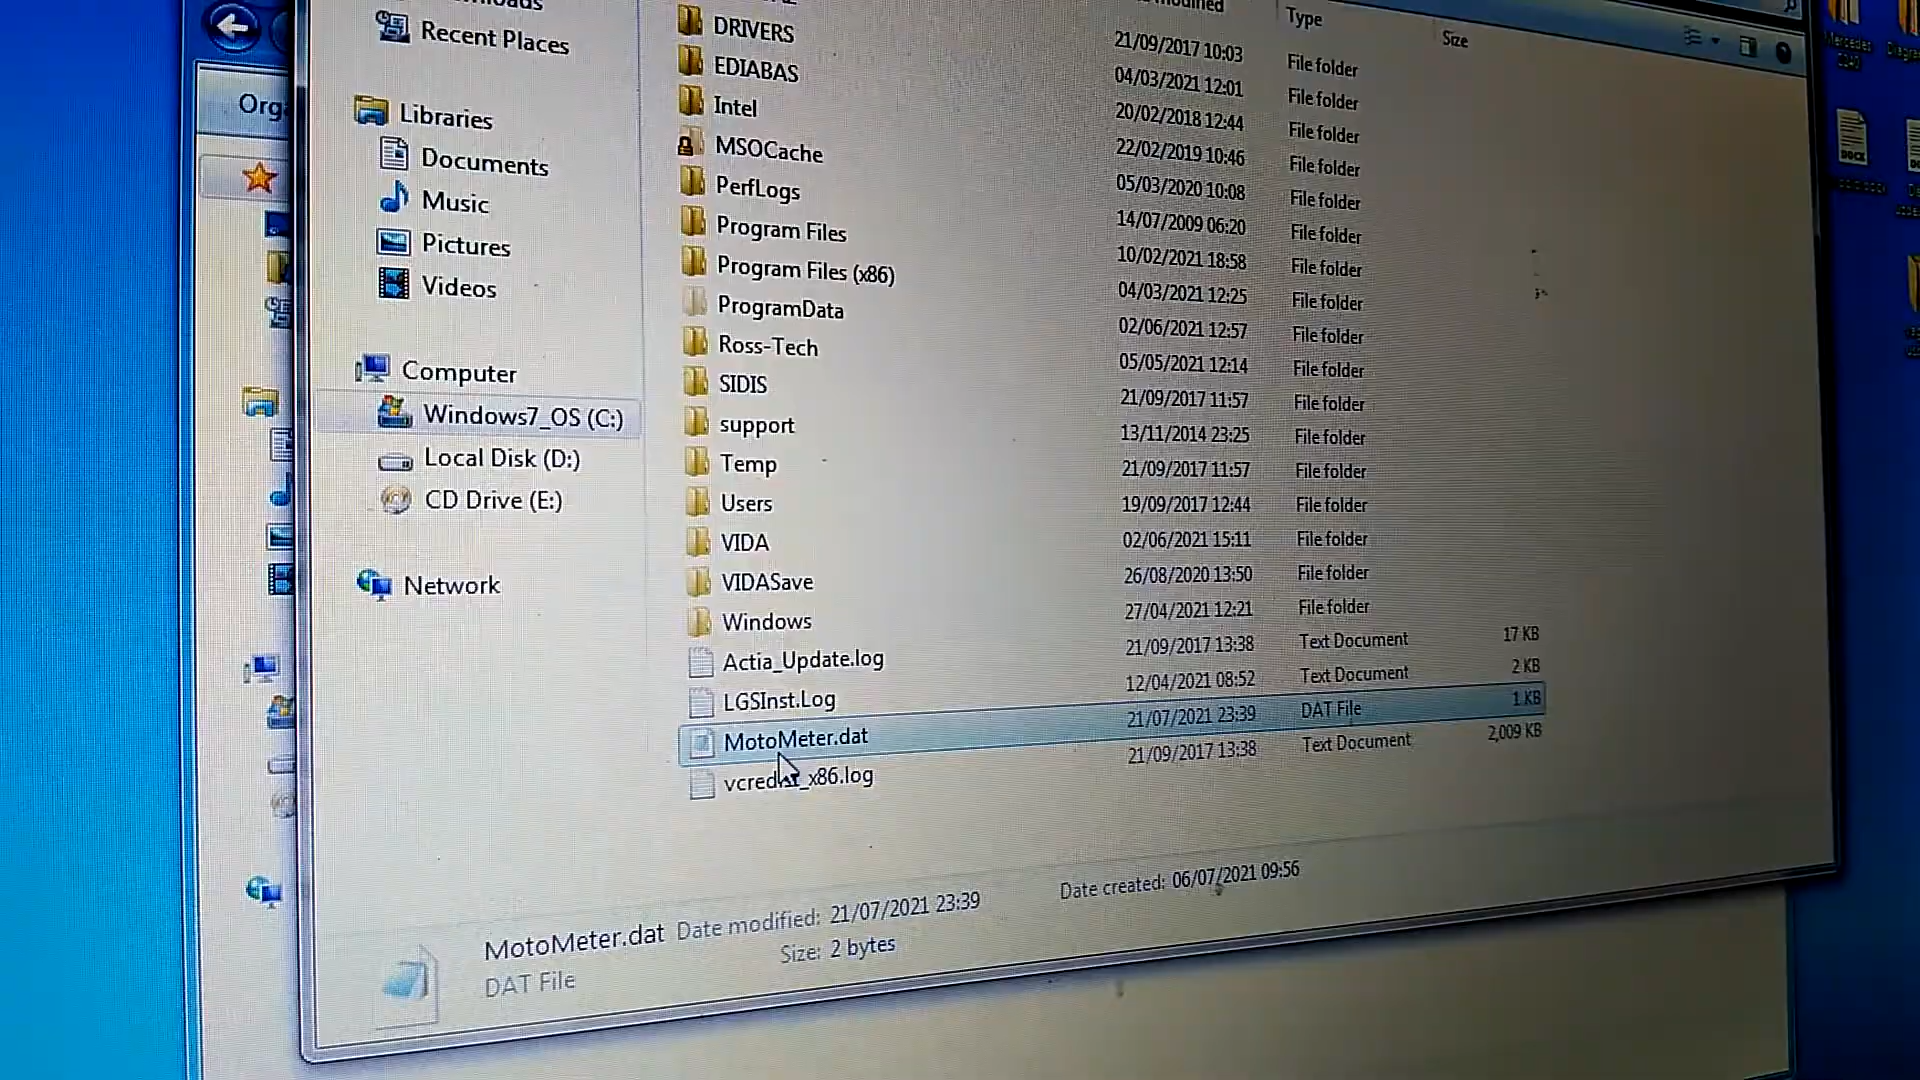 Type
Size
Recent Places
Libraries
Documents
Music
Pictures
Videos
Computer
Windows7_OS (C:)
Local Disk (D:)
CD Drive (E:)
Network
Org
DRIVERS 21/09/2017 10:03 File folder
EDIABAS 04/03/2021 12:01 File folder
Intel 20/02/2018 12:44 File folder
MSOCache 22/02/2019 10:46 File folder
PerfLogs 05/03/2020 10:08 File folder
Program Files 14/07/2009 06:20 File folder
Program Files (x86) 10/02/2021 18:58 File folder
ProgramData 04/03/2021 12:25 File folder
Ross-Tech 02/06/2021 12:57 File folder
SIDIS 05/05/2021 12:14 File folder
support 21/09/2017 11:57 File folder
Temp 13/11/2014 23:25 File folder
Users 21/09/2017 11:57 File folder
VIDA 19/09/2017 12:44 File folder
VIDASave 02/06/2021 15:11 File folder
Windows 26/08/2020 13:50 File folder
Actia_Update.log 27/04/2021 12:21 File folder
LGSInst.Log 21/09/2017 13:38 Text Document 17 KB
12/04/2021 08:52 Text Document 2 KB
MotoMeter.dat 21/07/2021 23:39 DAT File 1 KB
_x86.log 21/09/2017 13:38 Text Document 2,009 KB
MotoMeter.dat Date modified: 21/07/2021 23:39 Date created: 06/07/2021 09:56
DAT File Size: 2 bytes
Mercedes
DOCX